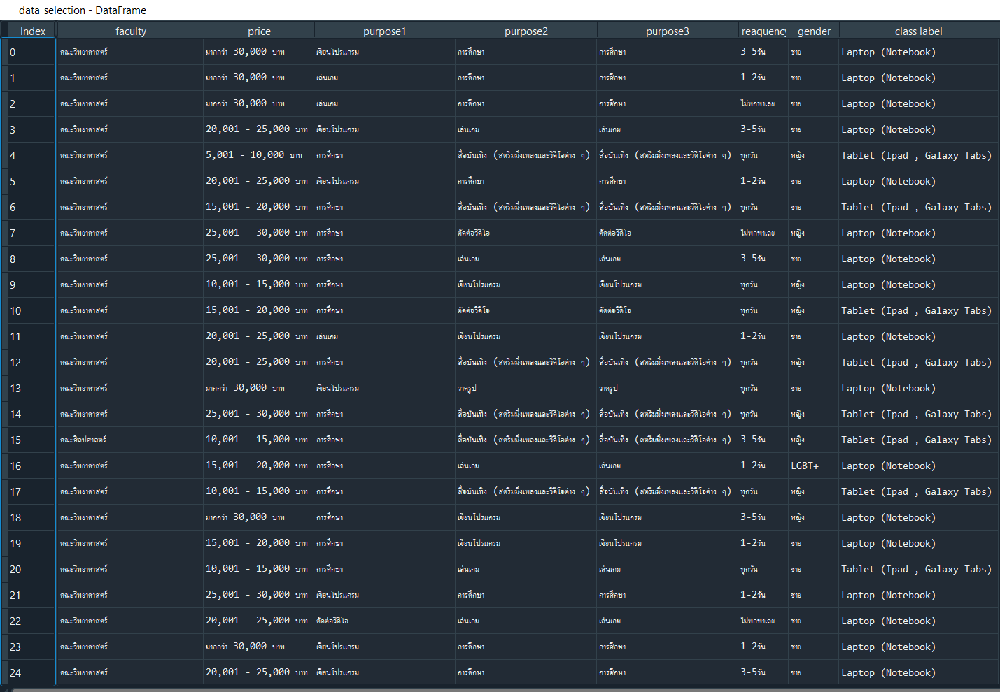 data_selection - DataFrame
Index faculty price purpose1 purpose2 purpose3 reaquency gender class label
0 คณะวิทยาศาสตร์ มากกว่า 30,000 บาท เขียนโปรแกรม การศึกษา การศึกษา 3-5วัน ชาย Laptop (Notebook)
1 คณะวิทยาศาสตร์ มากกว่า 30,000 บาท เล่นเกม การศึกษา การศึกษา 1-2วัน ชาย Laptop (Notebook)
2 คณะวิทยาศาสตร์ มากกว่า 30,000 บาท เล่นเกม การศึกษา การศึกษา ไม่พกพาเลย ชาย Laptop (Notebook)
3 คณะวิทยาศาสตร์ 20,001 - 25,000 บาท เขียนโปรแกรม เล่นเกม เล่นเกม 3-5วัน ชาย Laptop (Notebook)
4 คณะวิทยาศาสตร์ 5,001 - 10,000 บาท การศึกษา สื่อบันเทิง (สตรีมมิ่งเพลงและวิดีโอต่าง ๆ) สื่อบันเทิง (สตรีมมิ่งเพลงและวิดีโอต่าง ๆ) ทุกวัน หญิง Tablet (Ipad , Galaxy Tabs)
5 คณะวิทยาศาสตร์ 20,001 - 25,000 บาท เขียนโปรแกรม การศึกษา การศึกษา 1-2วัน ชาย Laptop (Notebook)
6 คณะวิทยาศาสตร์ 15,001 - 20,000 บาท การศึกษา สื่อบันเทิง (สตรีมมิ่งเพลงและวิดีโอต่าง ๆ) สื่อบันเทิง (สตรีมมิ่งเพลงและวิดีโอต่าง ๆ) ทุกวัน ชาย Tablet (Ipad , Galaxy Tabs)
7 คณะวิทยาศาสตร์ 25,001 - 30,000 บาท การศึกษา ตัดต่อวิดิโอ ตัดต่อวิดิโอ ไม่พกพาเลย หญิง Laptop (Notebook)
8 คณะวิทยาศาสตร์ 25,001 - 30,000 บาท การศึกษา เล่นเกม เล่นเกม 3-5วัน ชาย Laptop (Notebook)
9 คณะวิทยาศาสตร์ 10,001 - 15,000 บาท การศึกษา เขียนโปรแกรม เขียนโปรแกรม ทุกวัน หญิง Laptop (Notebook)
10 คณะวิทยาศาสตร์ 15,001 - 20,000 บาท การศึกษา ตัดต่อวิดิโอ ตัดต่อวิดิโอ ทุกวัน หญิง Tablet (Ipad , Galaxy Tabs)
11 คณะวิทยาศาสตร์ 20,001 - 25,000 บาท เล่นเกม เขียนโปรแกรม เขียนโปรแกรม 1-2วัน ชาย Laptop (Notebook)
12 คณะวิทยาศาสตร์ 20,001 - 25,000 บาท การศึกษา สื่อบันเทิง (สตรีมมิ่งเพลงและวิดีโอต่าง ๆ) สื่อบันเทิง (สตรีมมิ่งเพลงและวิดีโอต่าง ๆ) ทุกวัน หญิง Tablet (Ipad , Galaxy Tabs)
13 คณะวิทยาศาสตร์ มากกว่า 30,000 บาท เขียนโปรแกรม วาดรูป วาดรูป ทุกวัน ชาย Laptop (Notebook)
14 คณะวิทยาศาสตร์ 25,001 - 30,000 บาท การศึกษา สื่อบันเทิง (สตรีมมิ่งเพลงและวิดีโอต่าง ๆ) สื่อบันเทิง (สตรีมมิ่งเพลงและวิดีโอต่าง ๆ) ทุกวัน หญิง Tablet (Ipad , Galaxy Tabs)
15 คณะศิลปศาสตร์ 10,001 - 15,000 บาท การศึกษา สื่อบันเทิง (สตรีมมิ่งเพลงและวิดีโอต่าง ๆ) สื่อบันเทิง (สตรีมมิ่งเพลงและวิดีโอต่าง ๆ) 3-5วัน หญิง Tablet (Ipad , Galaxy Tabs)
16 คณะวิทยาศาสตร์ 15,001 - 20,000 บาท การศึกษา เล่นเกม เล่นเกม 1-2วัน LGBT+ Laptop (Notebook)
17 คณะวิทยาศาสตร์ 10,001 - 15,000 บาท การศึกษา สื่อบันเทิง (สตรีมมิ่งเพลงและวิดีโอต่าง ๆ) สื่อบันเทิง (สตรีมมิ่งเพลงและวิดีโอต่าง ๆ) ทุกวัน หญิง Tablet (Ipad , Galaxy Tabs)
18 คณะวิทยาศาสตร์ มากกว่า 30,000 บาท การศึกษา เขียนโปรแกรม เขียนโปรแกรม 3-5วัน หญิง Laptop (Notebook)
19 คณะวิทยาศาสตร์ 15,001 - 20,000 บาท การศึกษา เขียนโปรแกรม เขียนโปรแกรม 1-2วัน ชาย Laptop (Notebook)
20 คณะวิทยาศาสตร์ 10,001 - 15,000 บาท การศึกษา เล่นเกม เล่นเกม ทุกวัน ชาย Tablet (Ipad , Galaxy Tabs)
21 คณะวิทยาศาสตร์ 25,001 - 30,000 บาท เขียนโปรแกรม การศึกษา การศึกษา 1-2วัน ชาย Laptop (Notebook)
22 คณะวิทยาศาสตร์ 20,001 - 25,000 บาท ตัดต่อวิดิโอ เล่นเกม เล่นเกม ไม่พกพาเลย ชาย Laptop (Notebook)
23 คณะวิทยาศาสตร์ มากกว่า 30,000 บาท เขียนโปรแกรม การศึกษา การศึกษา 1-2วัน ชาย Laptop (Notebook)
24 คณะวิทยาศาสตร์ 20,001 - 25,000 บาท เขียนโปรแกรม การศึกษา การศึกษา 3-5วัน ชาย Laptop (Notebook)